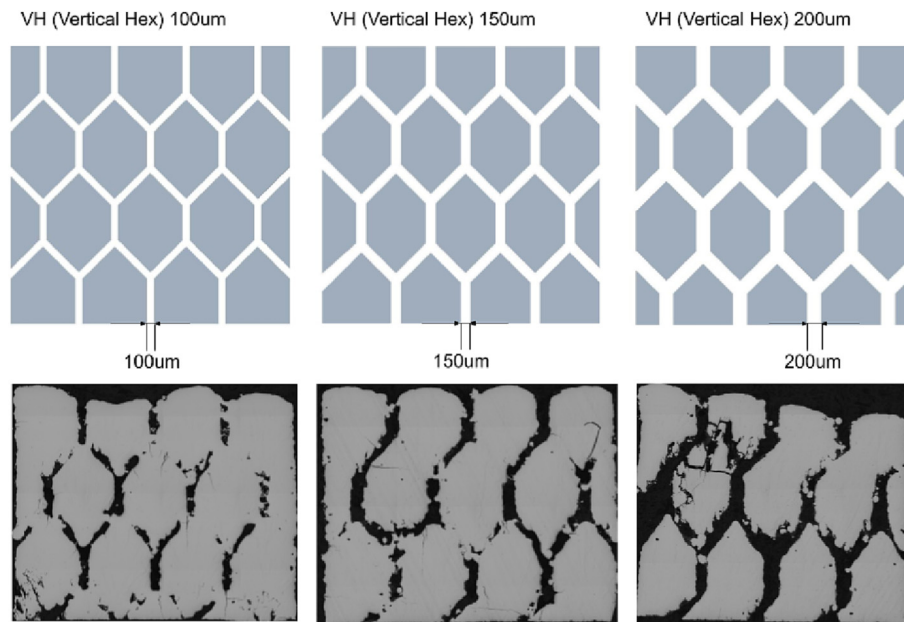 VH (Vertical Hex) 100um
VH (Vertical Hex) 150um
VH (Vertical Hex) 200um
100um
150um
200um